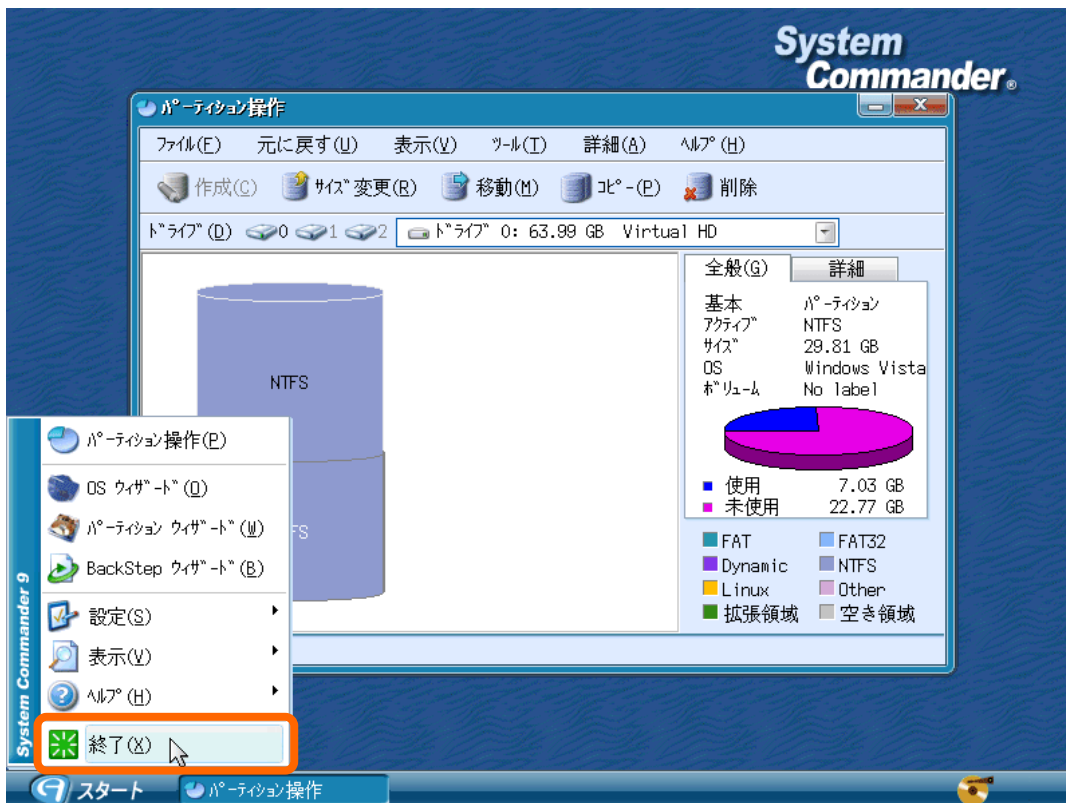 System
Commander®
ﾊﾟｰﾃｨｼｮﾝ操作
ﾌｧｲﾙ(F) 元に戻す(U) 表示(V) ﾂｰﾙ(T) 詳細(A) ﾍﾙﾌﾟ(H)
作成(C) ｻｲｽﾞ変更(R) 移動(M) ｺﾋﾟｰ(P) 削除
ﾄﾞﾗｲﾌﾞ(D) 0 1 2 ﾄﾞﾗｲﾌﾞ 0: 63.99 GB Virtual HD
全般(G) 詳細
基本 ﾊﾟｰﾃｨｼｮﾝ
ｱｸﾃｨﾌﾞ NTFS
ｻｲｽﾞ 29.81 GB
OS Windows Vista
ﾎﾞﾘｭｰﾑ No label
NTFS
使用 7.03 GB
未使用 22.77 GB
FAT FAT32
Dynamic NTFS
Linux Other
拡張領域 空き領域
FS
System Commander 9
ﾊﾟｰﾃｨｼｮﾝ操作(P)
OS ｳｨｻﾞｰﾄﾞ(O)
ﾊﾟｰﾃｨｼｮﾝ ｳｨｻﾞｰﾄﾞ(W)
BackStep ｳｨｻﾞｰﾄﾞ(B)
設定(S)
表示(V)
ﾍﾙﾌﾟ(H)
終了(X)
スタート ﾊﾟｰﾃｨｼｮﾝ操作